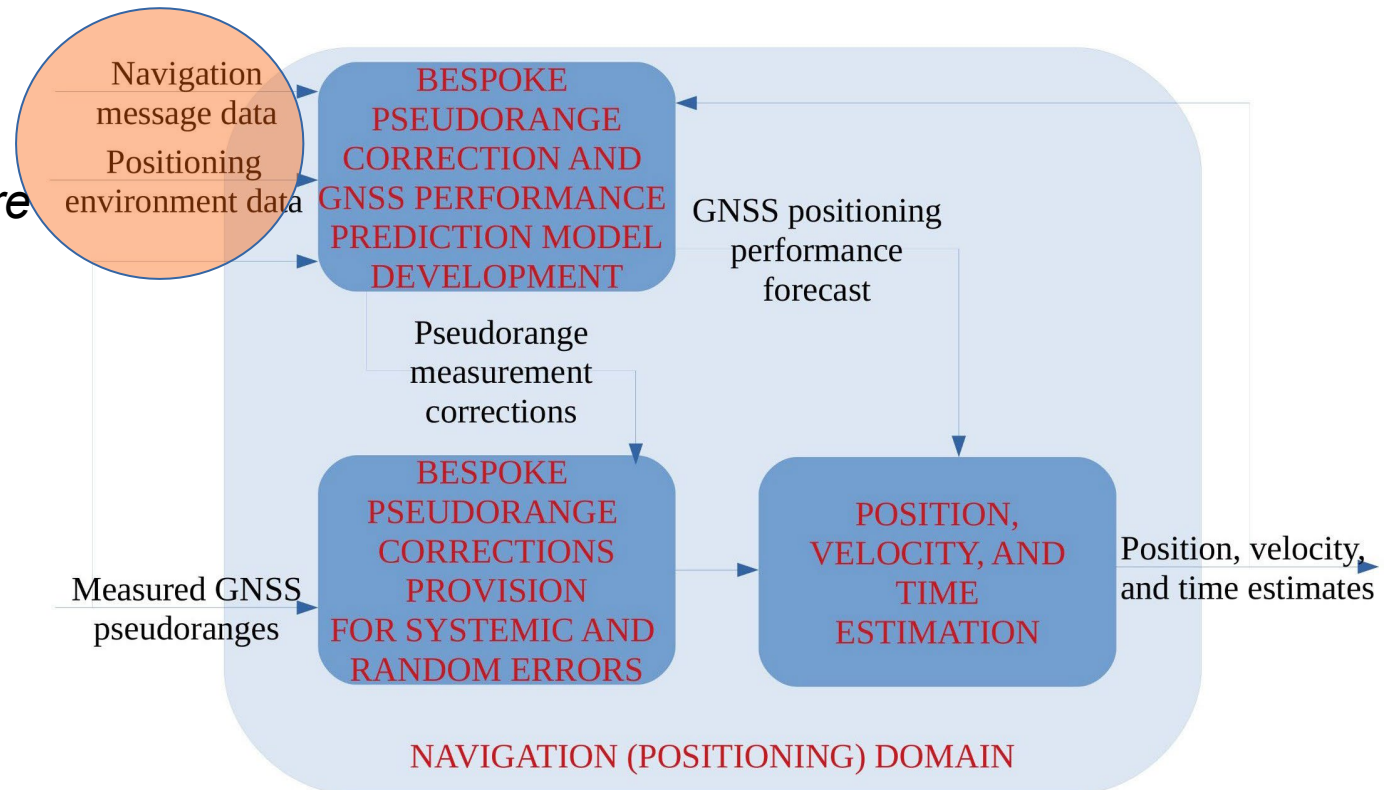 Navigation
message data
Positioning
environment data
re
BESPOKE
PSEUDORANGE
CORRECTION AND
GNSS PERFORMANCE
PREDICTION MODEL
DEVELOPMENT
GNSS positioning
performance
forecast
Pseudorange
measurement
corrections
BESPOKE
PSEUDORANGE
CORRECTIONS
PROVISION
FOR SYSTEMIC AND
RANDOM ERRORS
POSITION,
VELOCITY, AND
TIME
ESTIMATION
Measured GNSS
pseudoranges
Position, velocity,
and time estimates
NAVIGATION (POSITIONING) DOMAIN